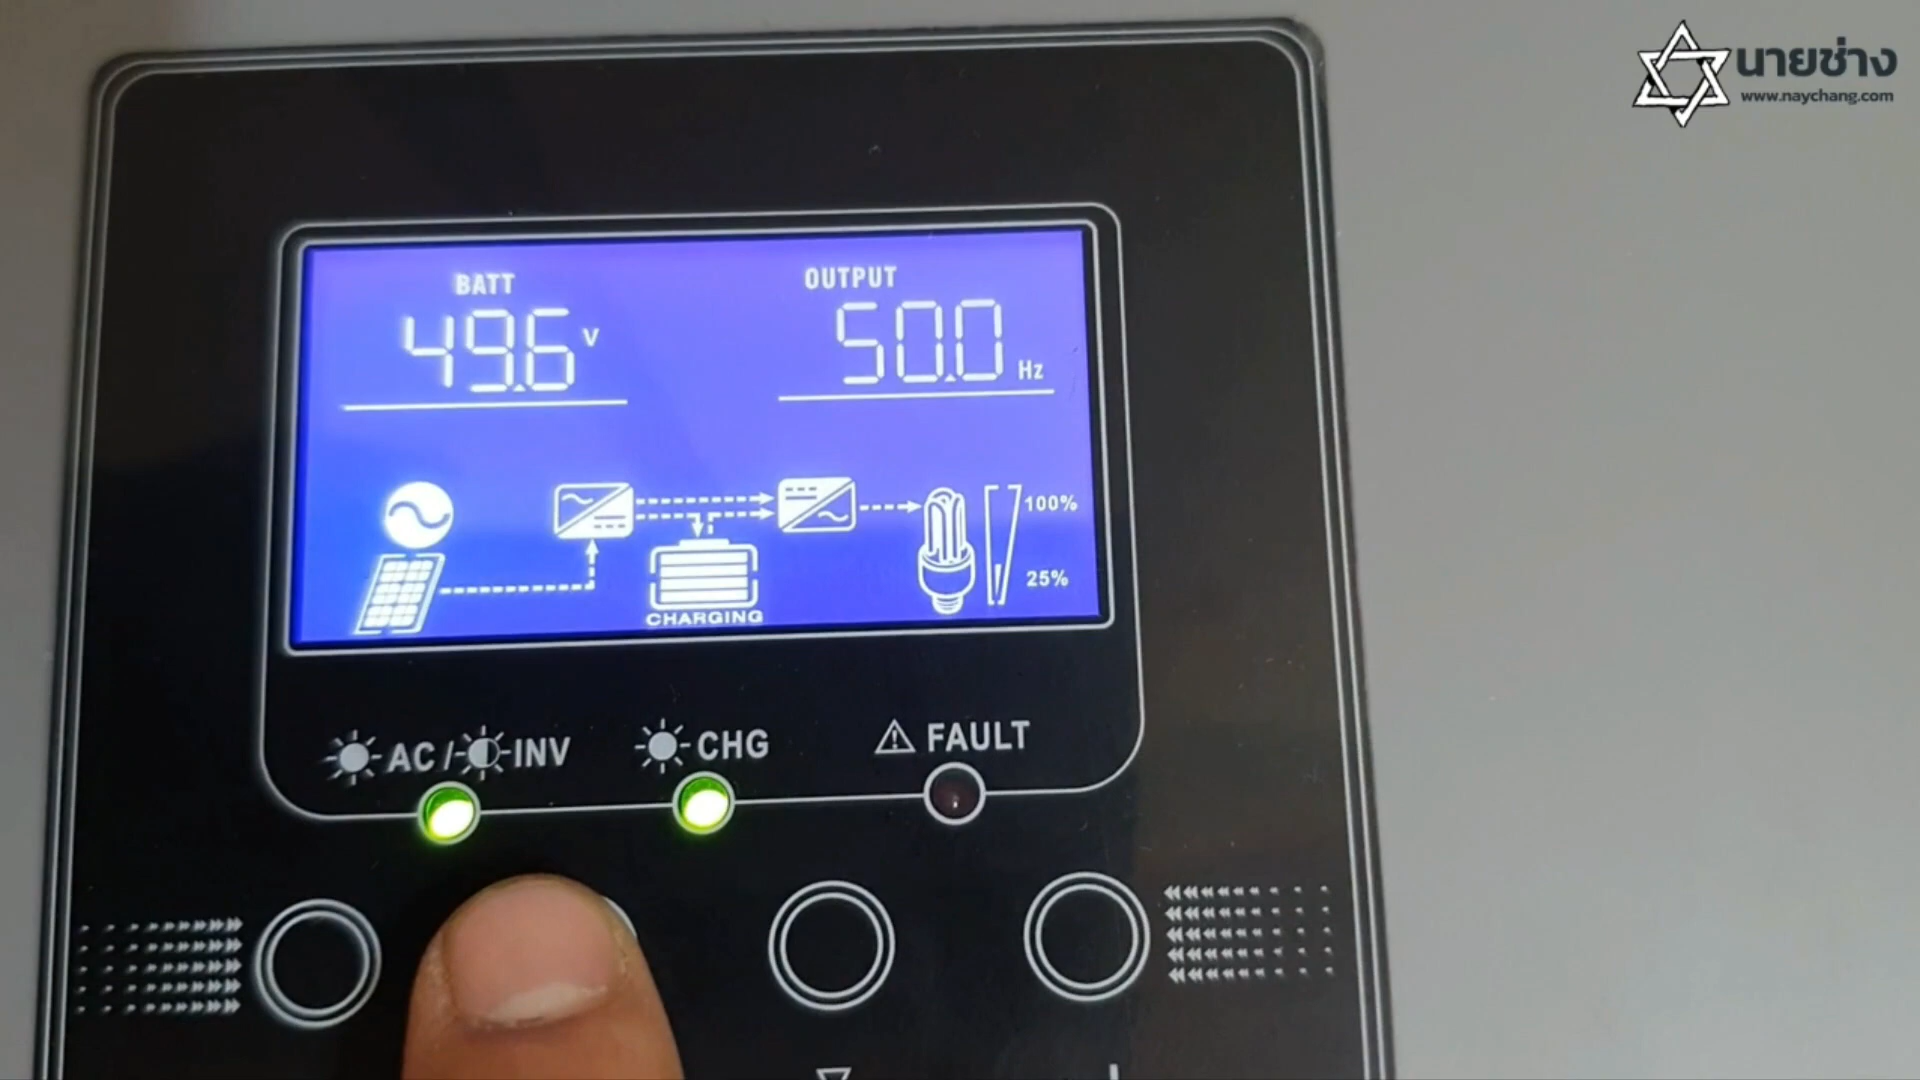 นายช่าง
www.naychang.com
BATT
OUTPUT
49.6 V
50.0 Hz
100%
25%
CHARGING
AC / INV
CHG
FAULT